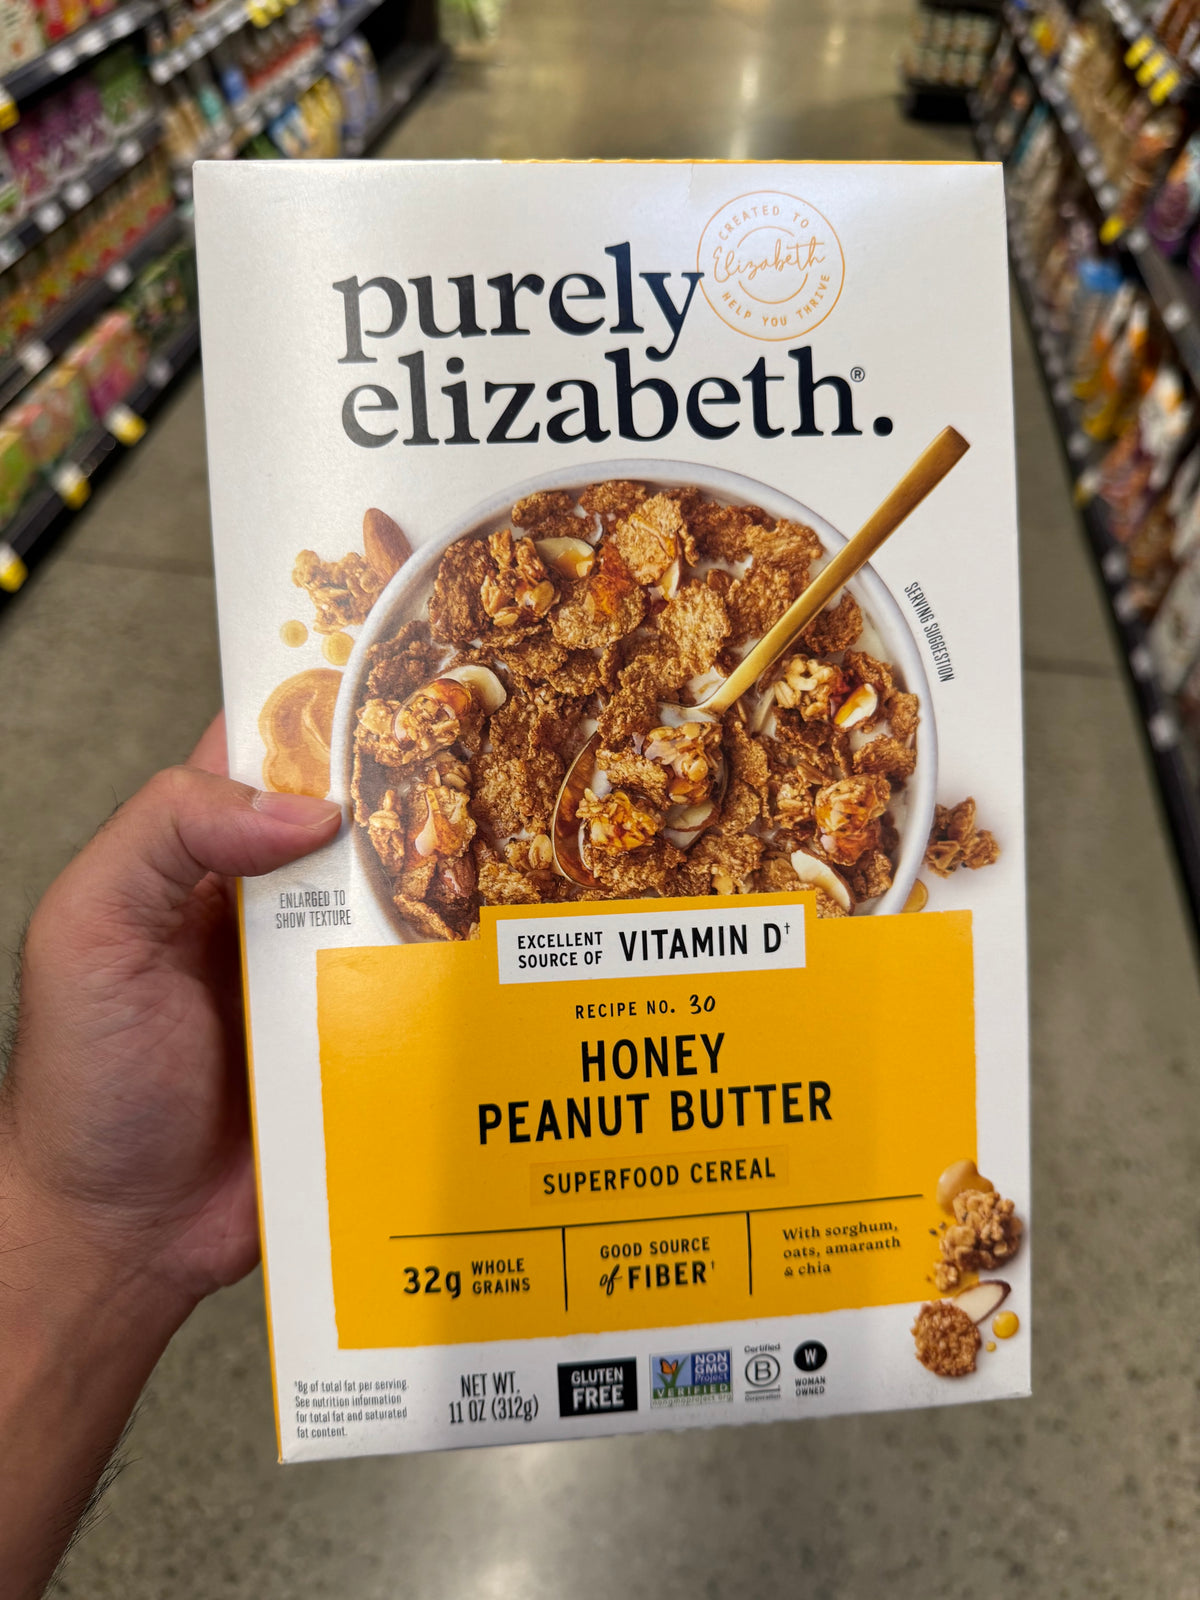 CREATED TO
Elizabeth
HELP YOU THRIVE
purely
elizabeth.®
SERVING SUGGESTION
ENLARGED TO
SHOW TEXTURE
EXCELLENT
SOURCE OF
VITAMIN D†
RECIPE NO. 30
HONEY
PEANUT BUTTER
SUPERFOOD CEREAL
32g WHOLE
GRAINS
GOOD SOURCE
of FIBER†
With sorghum,
oats, amaranth
& chia
†8g of total fat per serving.
See nutrition information
for total fat and saturated
fat content.
NET WT.
11 OZ (312g)
GLUTEN
FREE
NON
GMO
Project
VERIFIED
nongmoproject.org
Certified
B
Corporation
W
WOMAN
OWNED